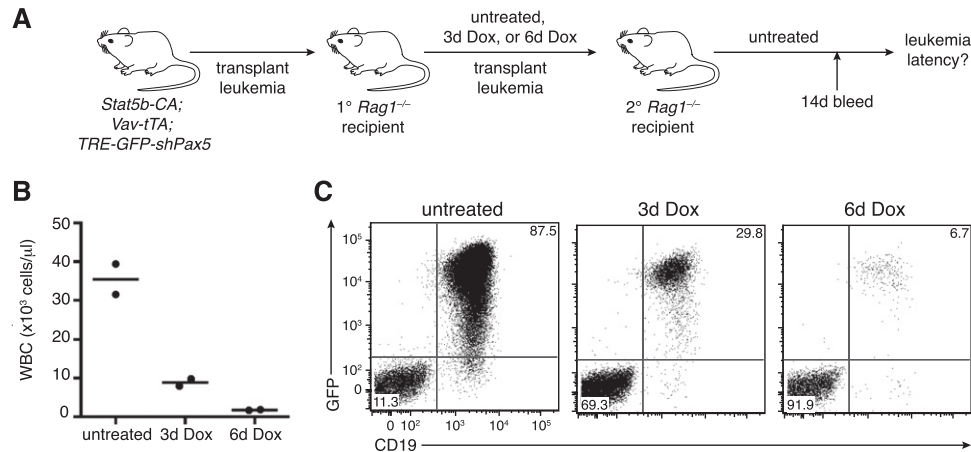 A
untreated,
3d Dox, or 6d Dox
untreated
leukemia
latency?
transplant
leukemia
transplant
leukemia
14d bleed
Stat5b-CA;
Vav-tTA;
TRE-GFP-shPax5
1° Rag1–/–
recipient
2° Rag1–/–
recipient
B
WBC (x10³ cells/µl)
50
40
30
20
10
0
untreated 3d Dox 6d Dox
C
untreated 3d Dox 6d Dox
87.5 29.8 6.7
10⁵
10⁴
10³
10²
0
GFP
11.3 69.3 91.9
0 10² 10³ 10⁴ 10⁵
CD19